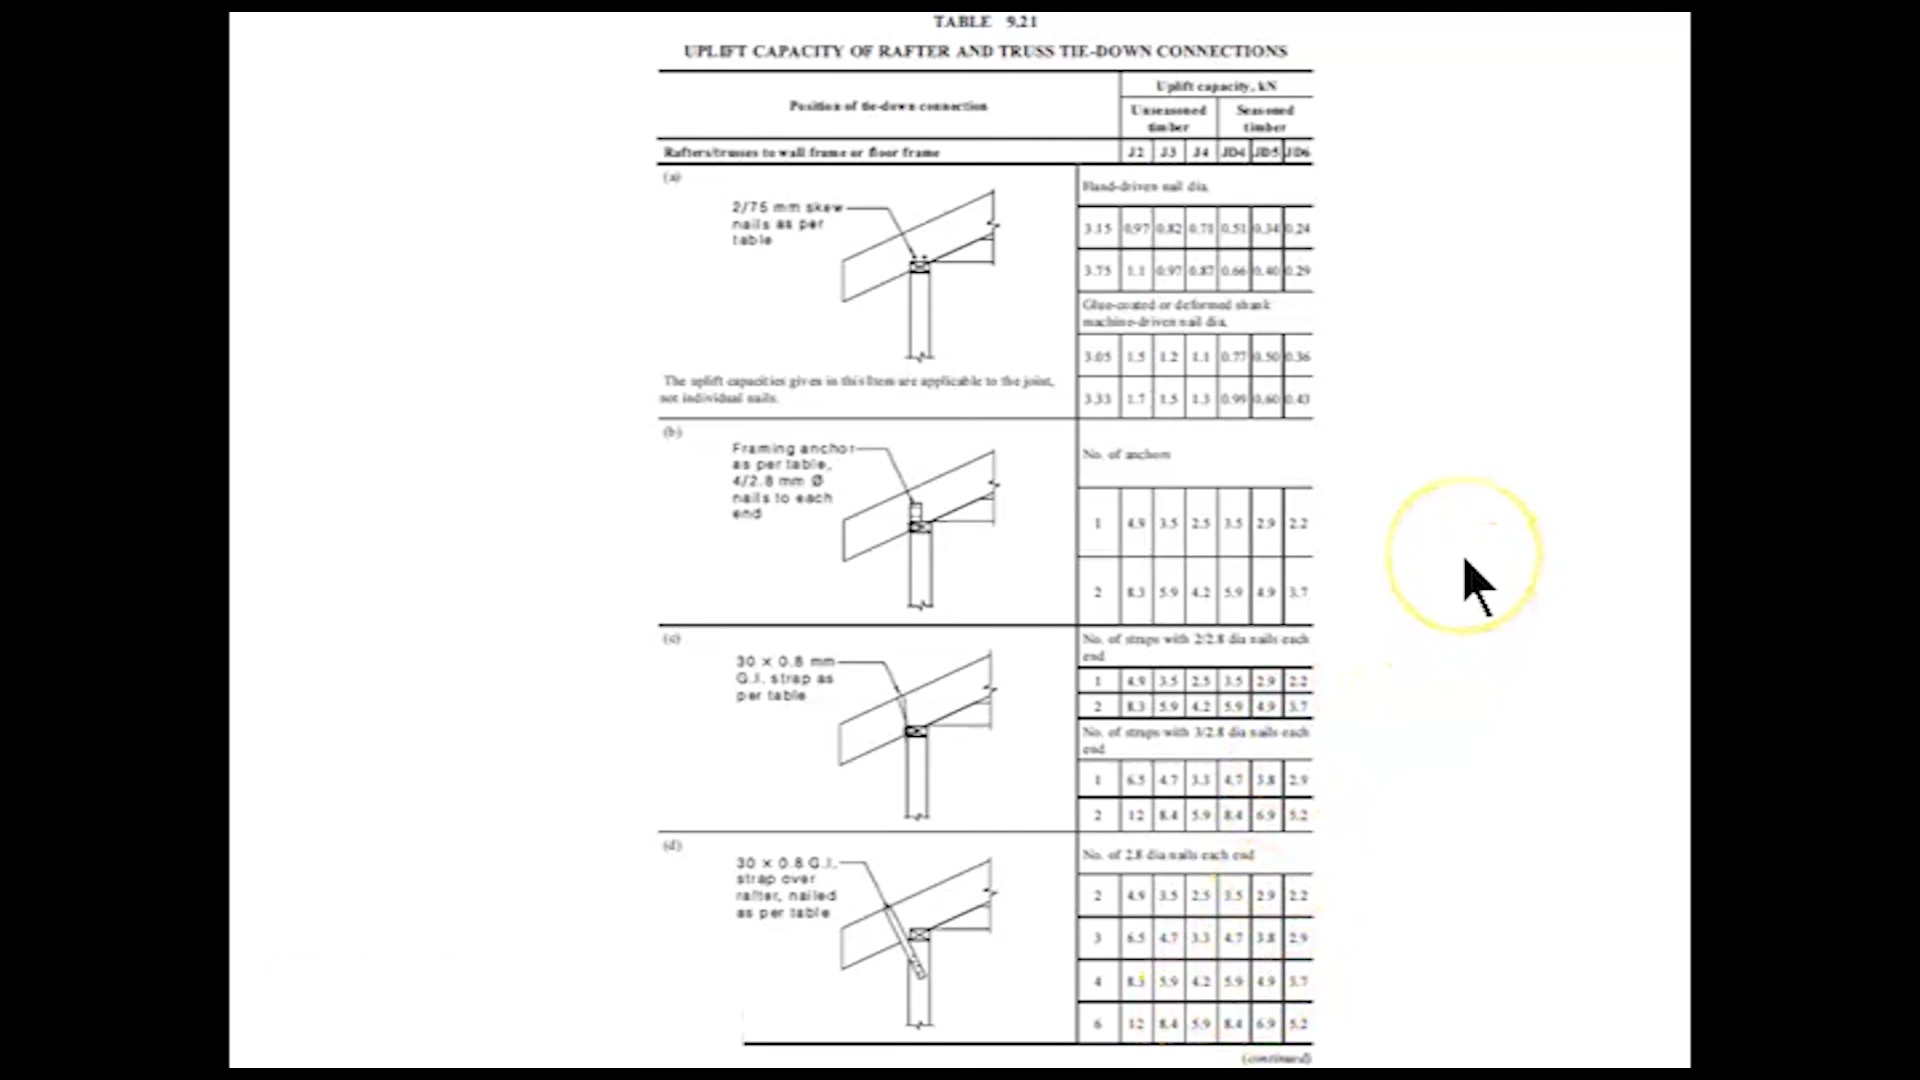 TABLE 9.21
UPLIFT CAPACITY OF RAFTER AND TRUSS TIE-DOWN CONNECTIONS
Position of tie-down connection
Uplift capacity, kN
Unseasoned timber
Seasoned timber
Rafters/trusses to wall frame or floor frame
J2 J3 J4 JD4 JD5 JD6
(a)
2/75 mm skew
nails as per
table
The uplift capacities given in this Item are applicable to the joint,
not individual nails.
Hand-driven nail dia.
3.15 0.97 0.82 0.71 0.51 0.34 0.24
3.75 1.1 0.97 0.87 0.66 0.40 0.29
Glue-coated or deformed shank
machine-driven nail dia.
3.05 1.5 1.2 1.1 0.77 0.50 0.36
3.33 1.7 1.5 1.3 0.99 0.60 0.43
(b)
Framing anchor
as per table,
4/2.8 mm Ø
nails to each
end
No. of anchors
1 4.9 3.5 2.5 3.5 2.9 2.2
2 8.3 5.9 4.2 5.9 4.9 3.7
(c)
30 × 0.8 mm
G.I. strap as
per table
No. of straps with 2/2.8 dia nails each
end
1 4.9 3.5 2.5 3.5 2.9 2.2
2 8.3 5.9 4.2 5.9 4.9 3.7
No. of straps with 3/2.8 dia nails each
end
1 6.5 4.7 3.3 4.7 3.8 2.9
2 12 8.4 5.9 8.4 6.9 5.2
(d)
30 × 0.8 G.I.
strap over
rafter, nailed
as per table
No. of 2.8 dia nails each end
2 4.9 3.5 2.5 3.5 2.9 2.2
3 6.5 4.7 3.3 4.7 3.8 2.9
4 8.3 5.9 4.2 5.9 4.9 3.7
6 12 8.4 5.9 8.4 6.9 5.2
(continued)